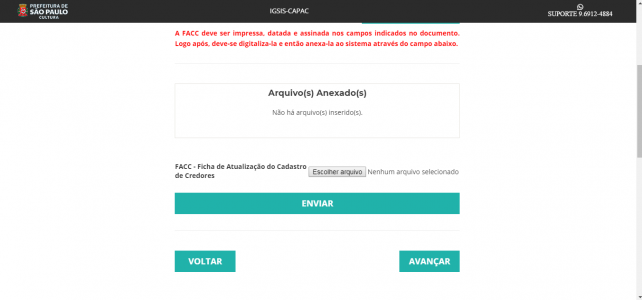 PREFEITURA DE
SÃO PAULO
CULTURA
IGSIS-CAPAC
SUPORTE 9 6912-4884
A FACC deve ser impressa, datada e assinada nos campos indicados no documento.
Logo após, deve-se digitaliza-la e então anexa-la ao sistema através do campo abaixo.
Arquivo(s) Anexado(s)
Não há arquivo(s) inserido(s).
FACC - Ficha de Atualização do Cadastro
de Credores
Escolher arquivo Nenhum arquivo selecionado
ENVIAR
VOLTAR
AVANÇAR